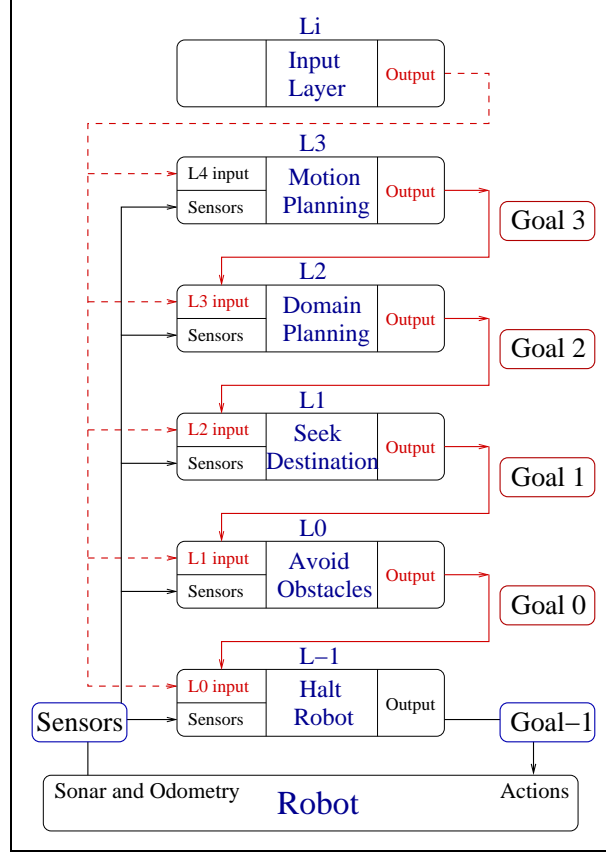 Li
Input
Layer
Output
L3
L4 input
Sensors
Motion
Planning
Output
Goal 3
L2
L3 input
Sensors
Domain
Planning
Output
Goal 2
L1
L2 input
Sensors
Seek
Destination
Output
Goal 1
L0
L1 input
Sensors
Avoid
Obstacles
Output
Goal 0
L−1
L0 input
Sensors
Halt
Robot
Output
Sensors
Goal−1
Sonar and Odometry
Robot
Actions